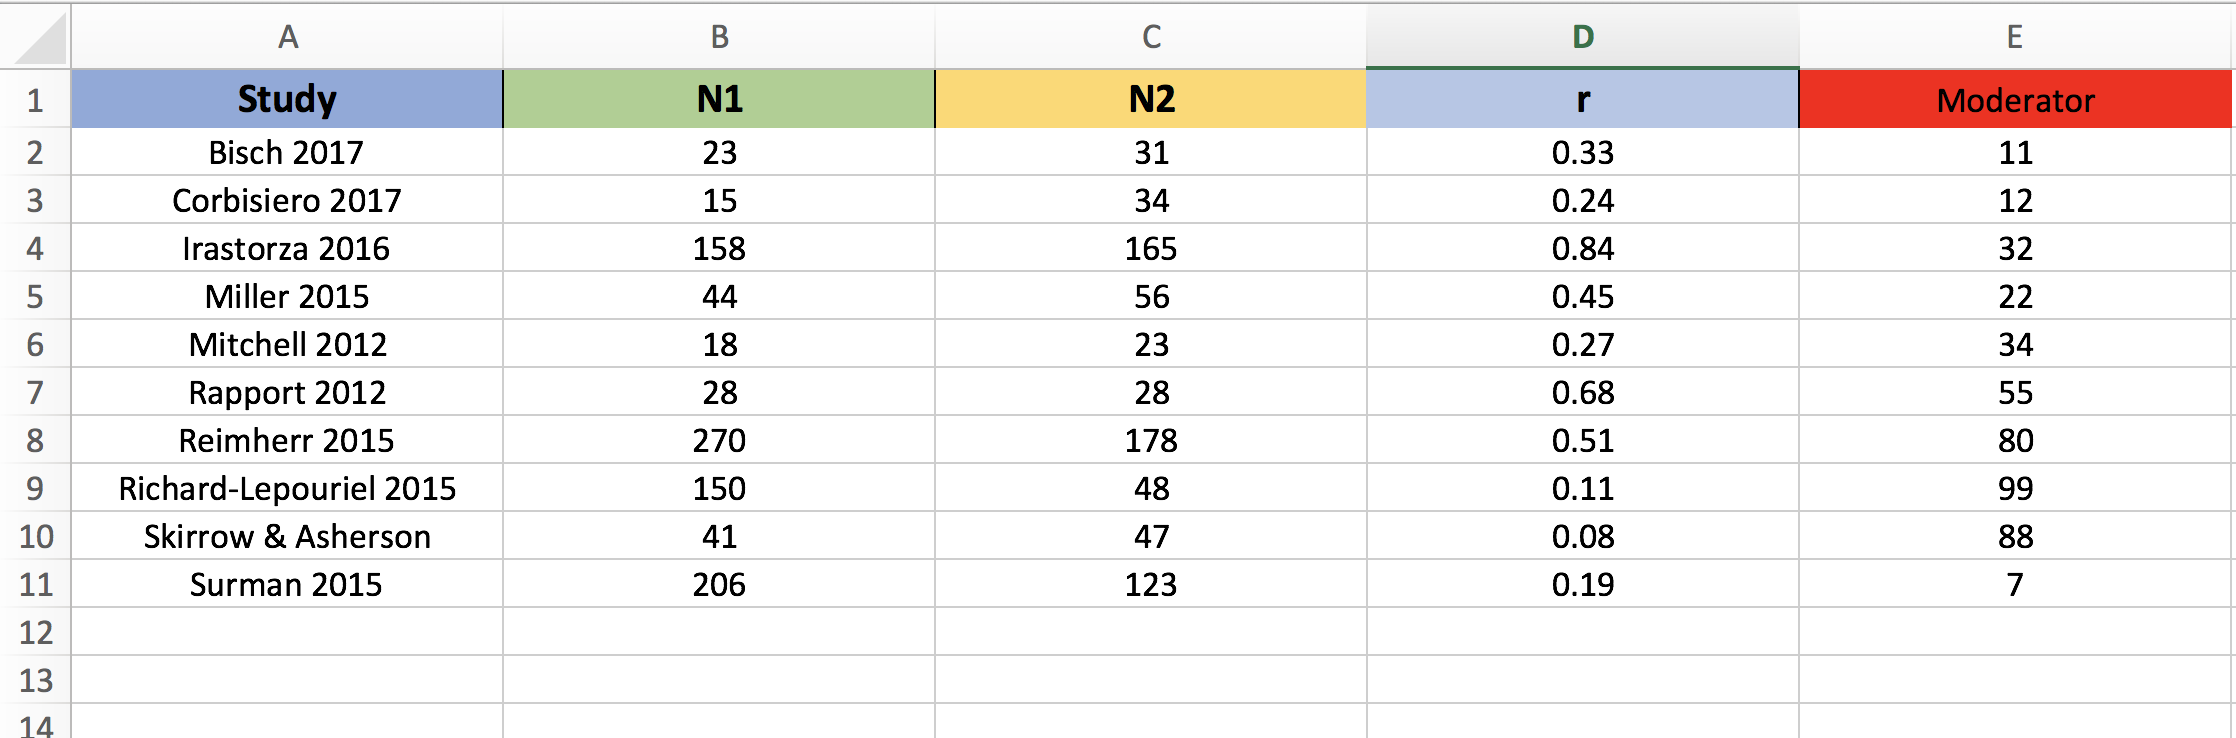 A B C D E
1 Study N1 N2 r Moderator
2 Bisch 2017 23 31 0.33 11
3 Corbisiero 2017 15 34 0.24 12
4 Irastorza 2016 158 165 0.84 32
5 Miller 2015 44 56 0.45 22
6 Mitchell 2012 18 23 0.27 34
7 Rapport 2012 28 28 0.68 55
8 Reimherr 2015 270 178 0.51 80
9 Richard-Lepouriel 2015 150 48 0.11 99
10 Skirrow & Asherson 41 47 0.08 88
11 Surman 2015 206 123 0.19 7
12
13
14